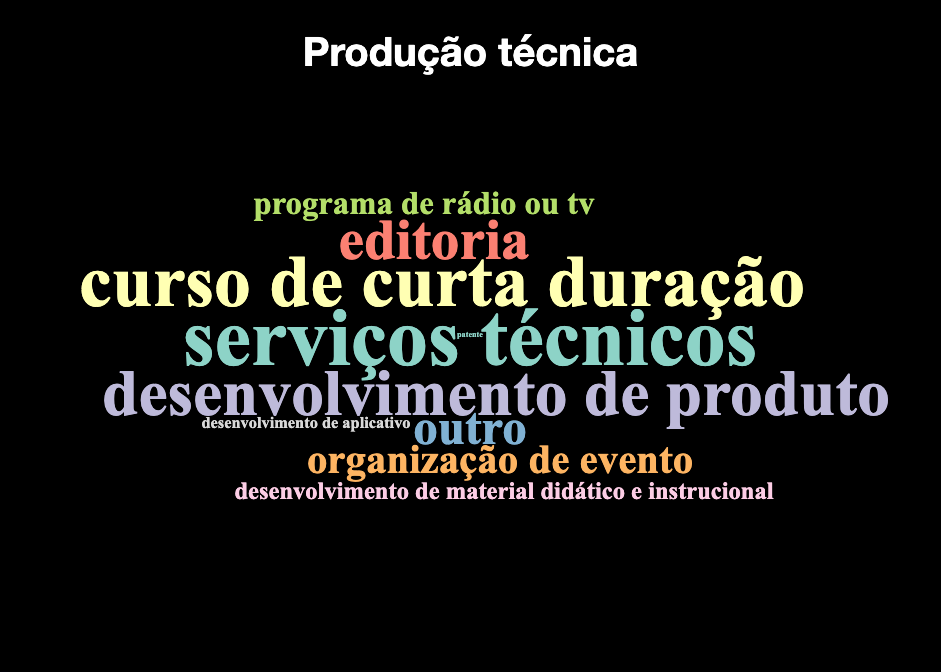 Produção técnica
programa de rádio ou tv
editoria
curso de curta duração
serviços técnicos
patente
desenvolvimento de produto
desenvolvimento de aplicativo
outro
organização de evento
desenvolvimento de material didático e instrucional